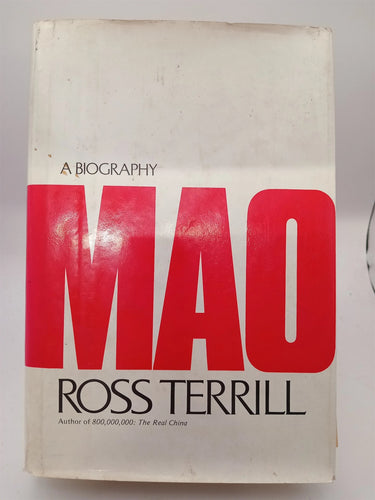 A BIOGRAPHY
MAO
ROSS TERRILL
Author of 800,000,000: The Real China